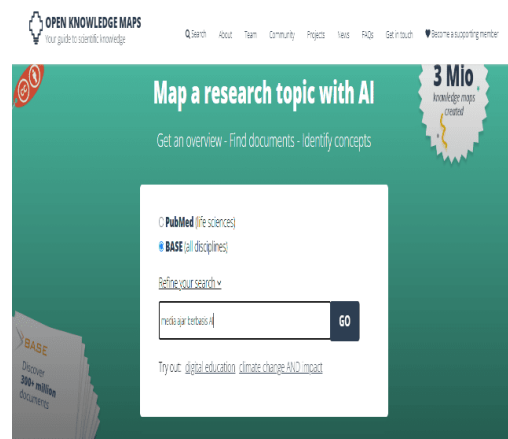 OPEN KNOWLEDGE MAPS
Your guide to scientific knowledge
Search About Team Community Projects News FAQs Get in touch Become a supporting member
3 Mio
knowledge maps
created
Map a research topic with AI
Get an overview - Find documents - Identify concepts
PubMed (life sciences)
BASE (all disciplines)
Refine your search
media ajar berbasis AI
GO
Try out: digital education climate change AND impact
BASE
Discover
300+ million
documents